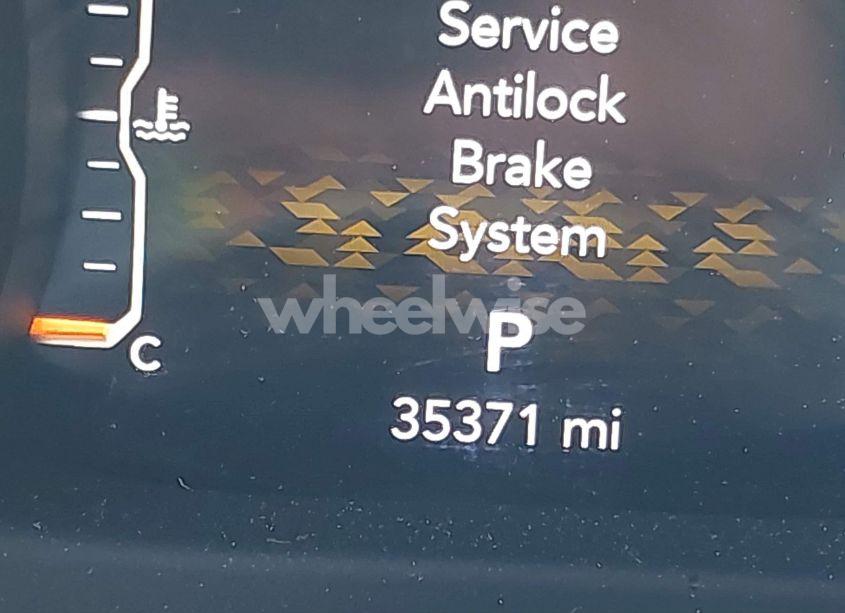 Service
Antilock
Brake
System
wheelwise
P
C
35371 mi